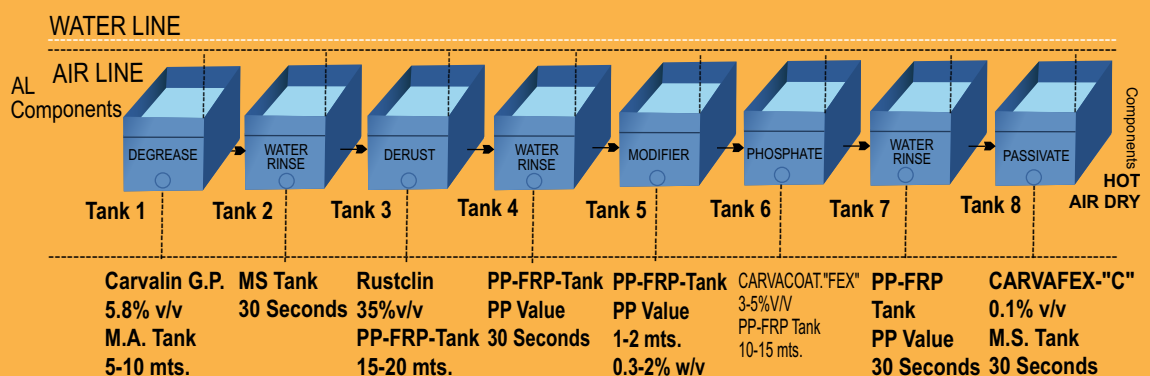 WATER LINE
AIR LINE
AL
Components
DEGREASE
WATER
RINSE
DERUST
WATER
RINSE
MODIFIER
PHOSPHATE
WATER
RINSE
PASSIVATE
Components
HOT
AIR DRY
Tank 1
Tank 2
Tank 3
Tank 4
Tank 5
Tank 6
Tank 7
Tank 8
Carvalin G.P.
5.8% v/v
M.A. Tank
5-10 mts.
MS Tank
30 Seconds
Rustclin
35%v/v
PP-FRP-Tank
15-20 mts.
PP-FRP-Tank
PP Value
30 Seconds
PP-FRP-Tank
PP Value
1-2 mts.
0.3-2% w/v
CARVACOAT."FEX"
3-5%V/V
PP-FRP Tank
10-15 mts.
PP-FRP
Tank
PP Value
30 Seconds
CARVAFEX-"C"
0.1% v/v
M.S. Tank
30 Seconds